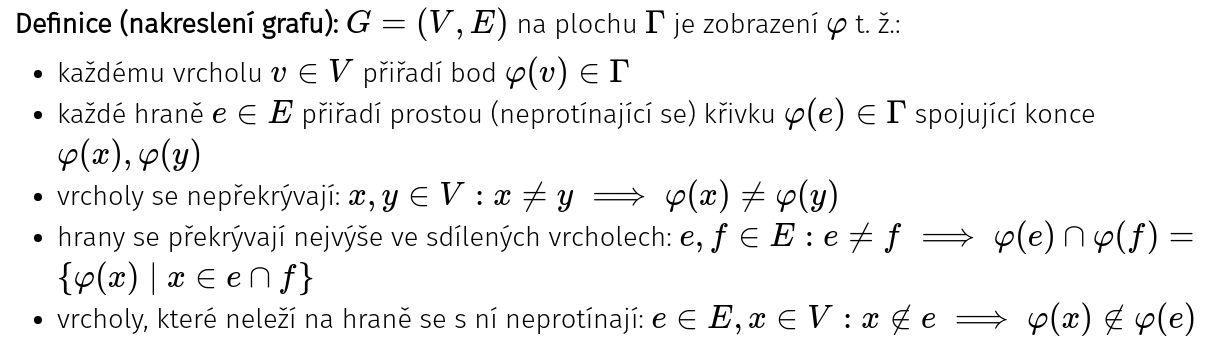 Definice (nakreslení grafu): G = (V, E) na plochu Γ je zobrazení φ t. ž.:
• každému vrcholu v ∈ V přiřadí bod φ(v) ∈ Γ
• každé hraně e ∈ E přiřadí prostou (neprotínající se) křivku φ(e) ∈ Γ spojující konce
φ(x), φ(y)
• vrcholy se nepřekrývají: x, y ∈ V : x ≠ y ⟹ φ(x) ≠ φ(y)
• hrany se překrývají nejvýše ve sdílených vrcholech: e, f ∈ E : e ≠ f ⟹ φ(e) ∩ φ(f) =
{φ(x) | x ∈ e ∩ f}
• vrcholy, které neleží na hraně se s ní neprotínají: e ∈ E, x ∈ V : x ∉ e ⟹ φ(x) ∉ φ(e)